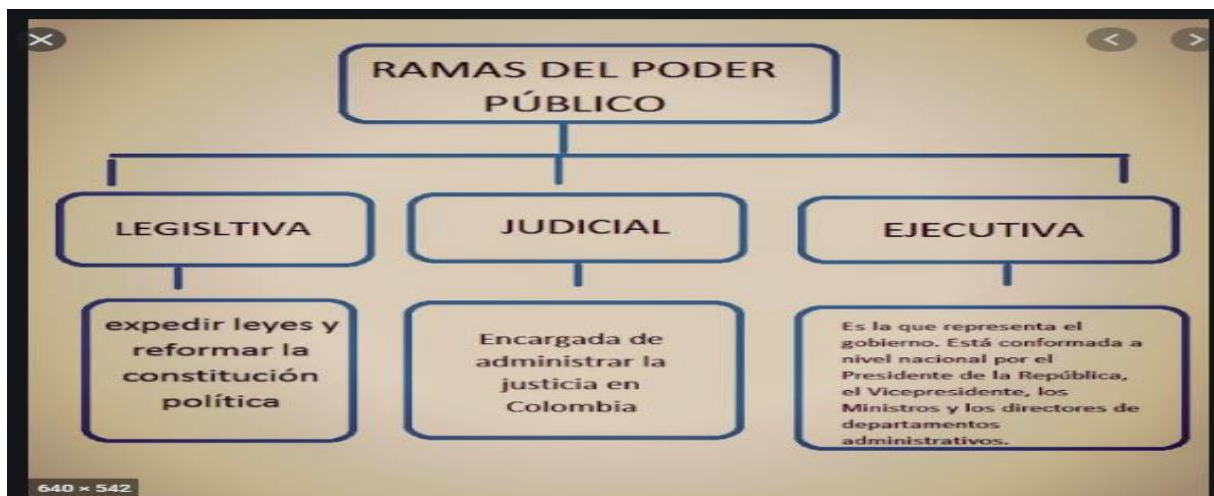 RAMAS DEL PODER
PÚBLICO
LEGISLTIVA
JUDICIAL
EJECUTIVA
expedir leyes y
reformar la
constitución
política
Encargada de
administrar la
justicia en
Colombia
Es la que representa el
gobierno. Está conformada a
nivel nacional por el
Presidente de la República,
el Vicepresidente, los
Ministros y los directores de
departamentos
administrativos.
640 × 542